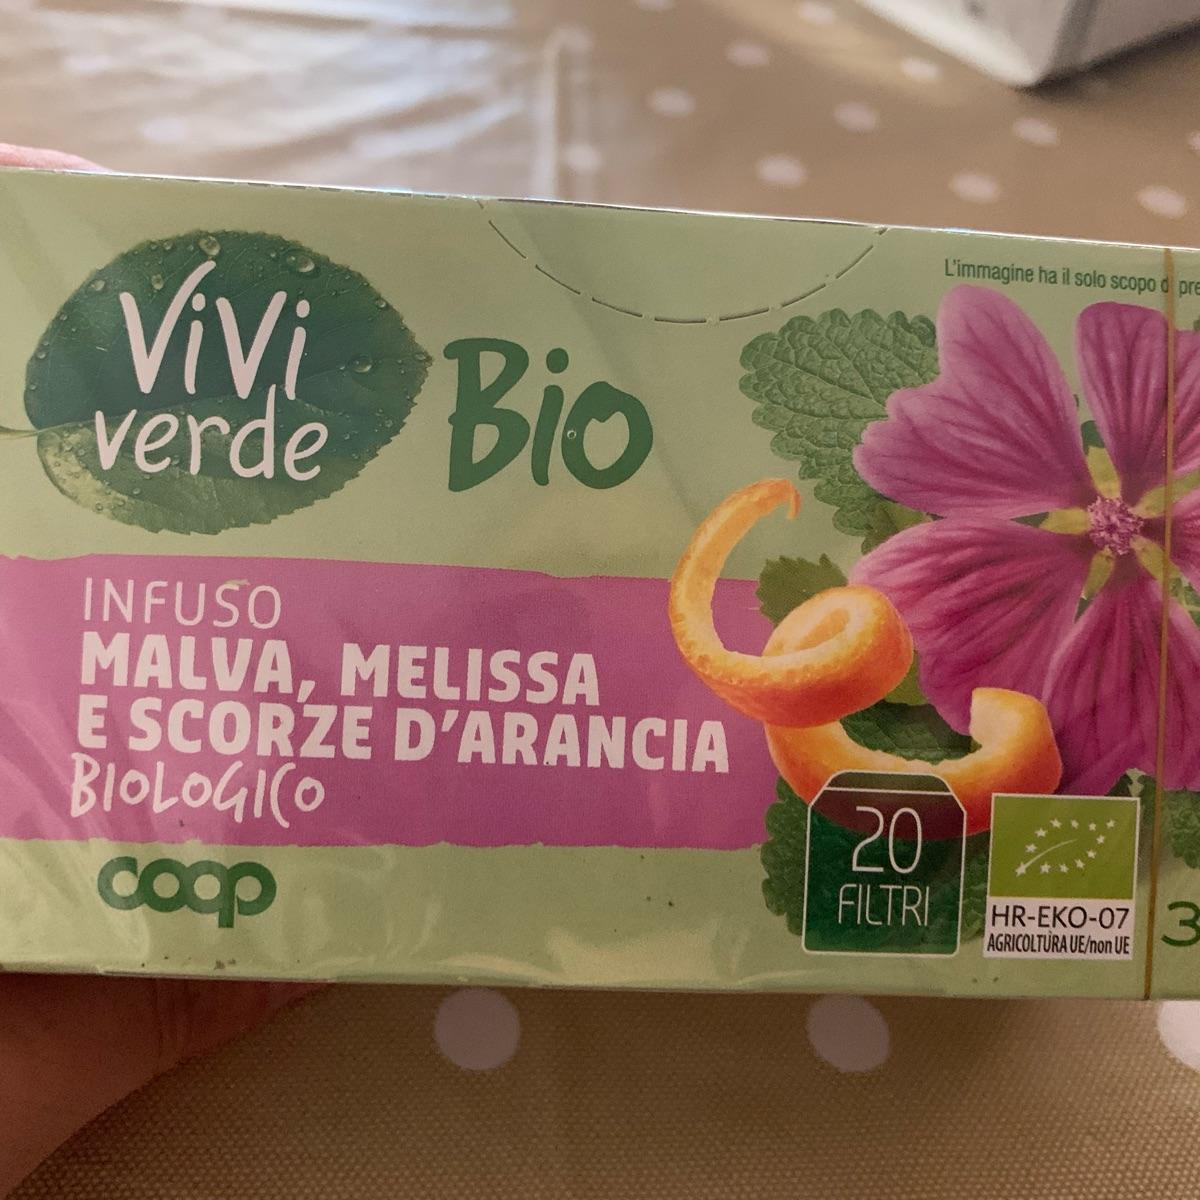 L'immagine ha il solo scopo
ViVi
verde
Bio
INFUSO
MALVA, MELISSA
E SCORZE D'ARANCIA
BIOLOGICO
coop
20
FILTRI
HR-EKO-07
AGRICOLTURA UE/non UE
3